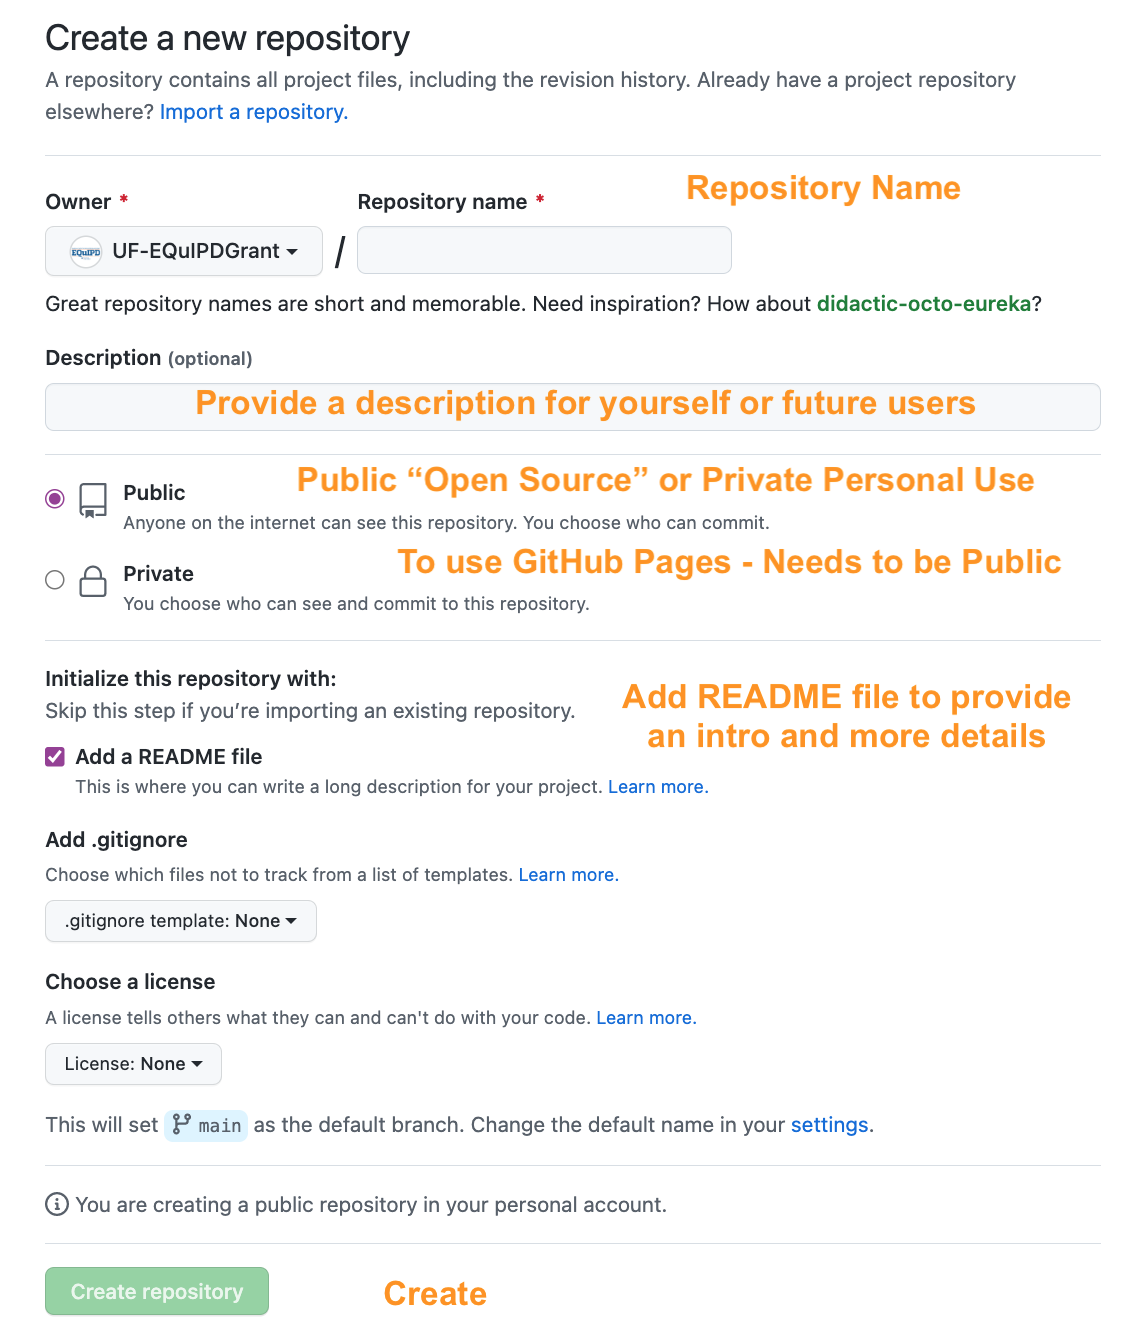 Create a new repository
A repository contains all project files, including the revision history. Already have a project repository
elsewhere? Import a repository.
Repository Name
Owner *
Repository name *
EQuIPD
UF-EQuIPDGrant
/
Great repository names are short and memorable. Need inspiration? How about didactic-octo-eureka?
Description (optional)
Provide a description for yourself or future users
Public “Open Source” or Private Personal Use
Public
Anyone on the internet can see this repository. You choose who can commit.
To use GitHub Pages - Needs to be Public
Private
You choose who can see and commit to this repository.
Initialize this repository with:
Skip this step if you’re importing an existing repository.
Add README file to provide
an intro and more details
Add a README file
This is where you can write a long description for your project. Learn more.
Add .gitignore
Choose which files not to track from a list of templates. Learn more.
.gitignore template: None
Choose a license
A license tells others what they can and can't do with your code. Learn more.
License: None
This will set main as the default branch. Change the default name in your settings.
You are creating a public repository in your personal account.
Create repository
Create